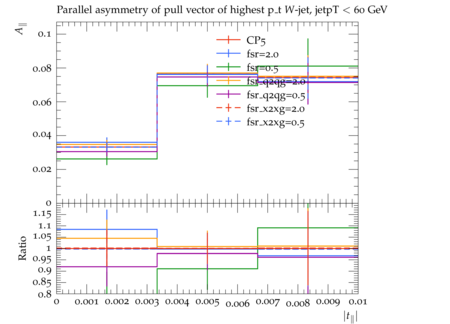 Parallel asymmetry of pull vector of highest p_t W-jet, jetpT < 60 GeV
A∥
0.1
0.08
0.06
0.04
0.02
0
CP5
fsr=2.0
fsr=0.5
fsr_q2qg=2.0
fsr_q2qg=0.5
fsr_x2xg=2.0
fsr_x2xg=0.5
Ratio
1.15
1.1
1.05
1
0.95
0.9
0.85
0.8
0 0.001 0.002 0.003 0.004 0.005 0.006 0.007 0.008 0.009 0.01
|t∥|